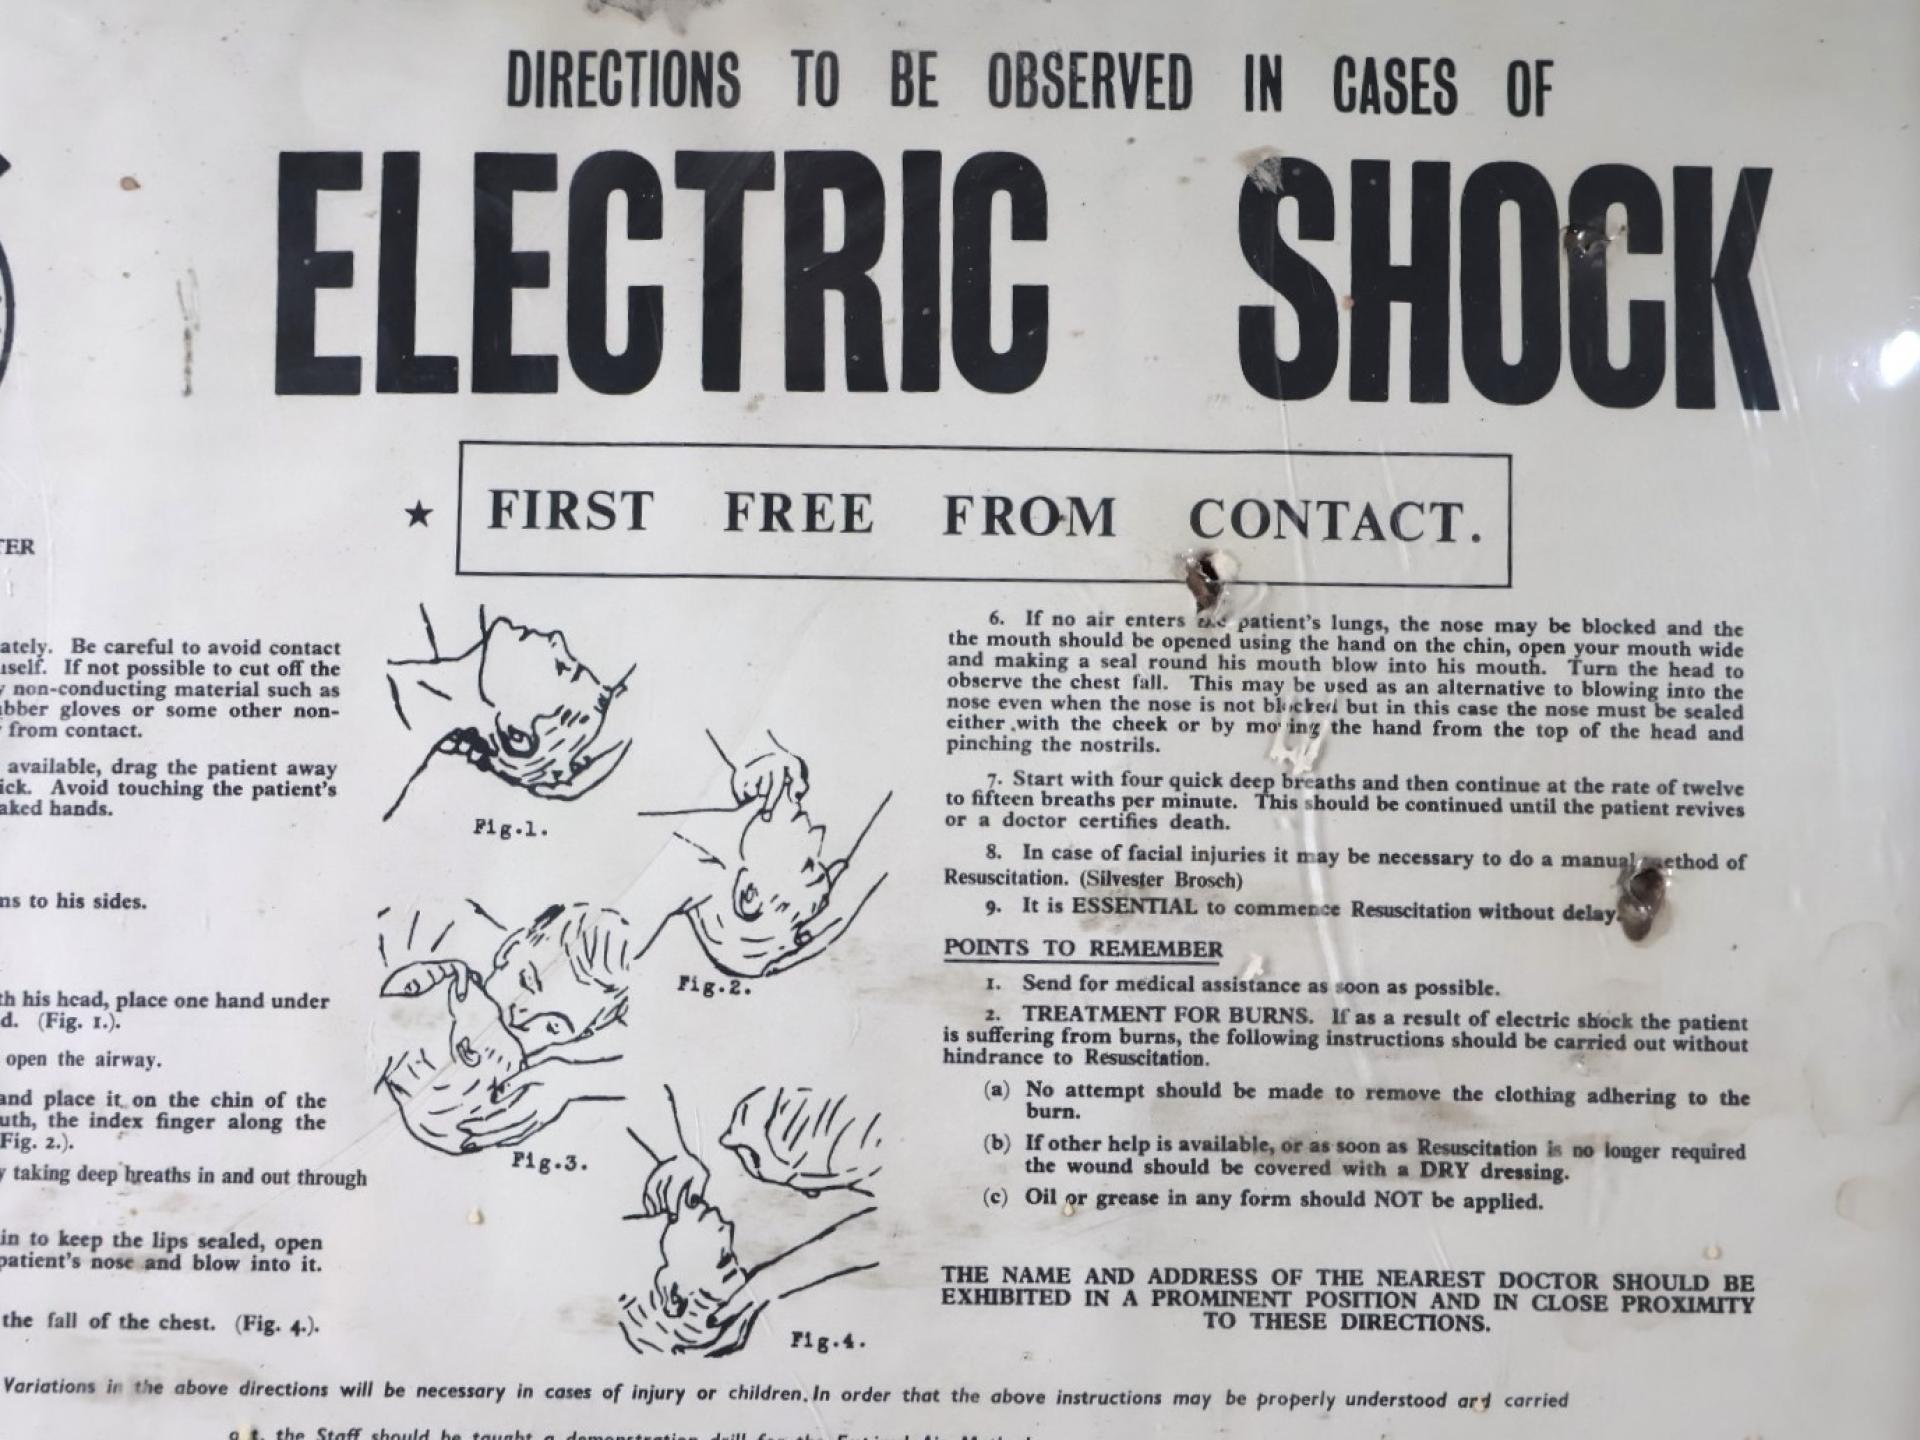 DIRECTIONS TO BE OBSERVED IN CASES OF
ELECTRIC SHOCK
★ FIRST FREE FROM CONTACT.
TER
ately. Be careful to avoid contact
self. If not possible to cut off the
non-conducting material such as
bber gloves or some other non-
from contact.
available, drag the patient away
ick. Avoid touching the patient's
aked hands.
ns to his sides.
th his head, place one hand under
d. (Fig. 1.).
open the airway.
and place it on the chin of the
uth, the index finger along the
Fig. 2.).
y taking deep breaths in and out through
in to keep the lips sealed, open
patient's nose and blow into it.
the fall of the chest. (Fig. 4.).
Fig.1.
Fig.2.
Fig.3.
Fig.4.
6. If no air enters patient's lungs, the nose may be blocked and the
the mouth should be opened using the hand on the chin, open your mouth wide
and making a seal round his mouth blow into his mouth. Turn the head to
observe the chest fall. This may be used as an alternative to blowing into the
nose even when the nose is not blocked but in this case the nose must be sealed
either with the cheek or by moving the hand from the top of the head and
pinching the nostrils.
7. Start with four quick deep breaths and then continue at the rate of twelve
to fifteen breaths per minute. This should be continued until the patient revives
or a doctor certifies death.
8. In case of facial injuries it may be necessary to do a manual method of
Resuscitation. (Silvester Brosch)
9. It is ESSENTIAL to commence Resuscitation without delay.
POINTS TO REMEMBER
1. Send for medical assistance as soon as possible.
2. TREATMENT FOR BURNS. If as a result of electric shock the patient
is suffering from burns, the following instructions should be carried out without
hindrance to Resuscitation.
(a) No attempt should be made to remove the clothing adhering to the
burn.
(b) If other help is available, or as soon as Resuscitation is no longer required
the wound should be covered with a DRY dressing.
(c) Oil or grease in any form should NOT be applied.
THE NAME AND ADDRESS OF THE NEAREST DOCTOR SHOULD BE
EXHIBITED IN A PROMINENT POSITION AND IN CLOSE PROXIMITY
TO THESE DIRECTIONS.
Variations in the above directions will be necessary in cases of injury or children. In order that the above instructions may be properly understood and carried
the Staff should be taught a demonstration drill for the